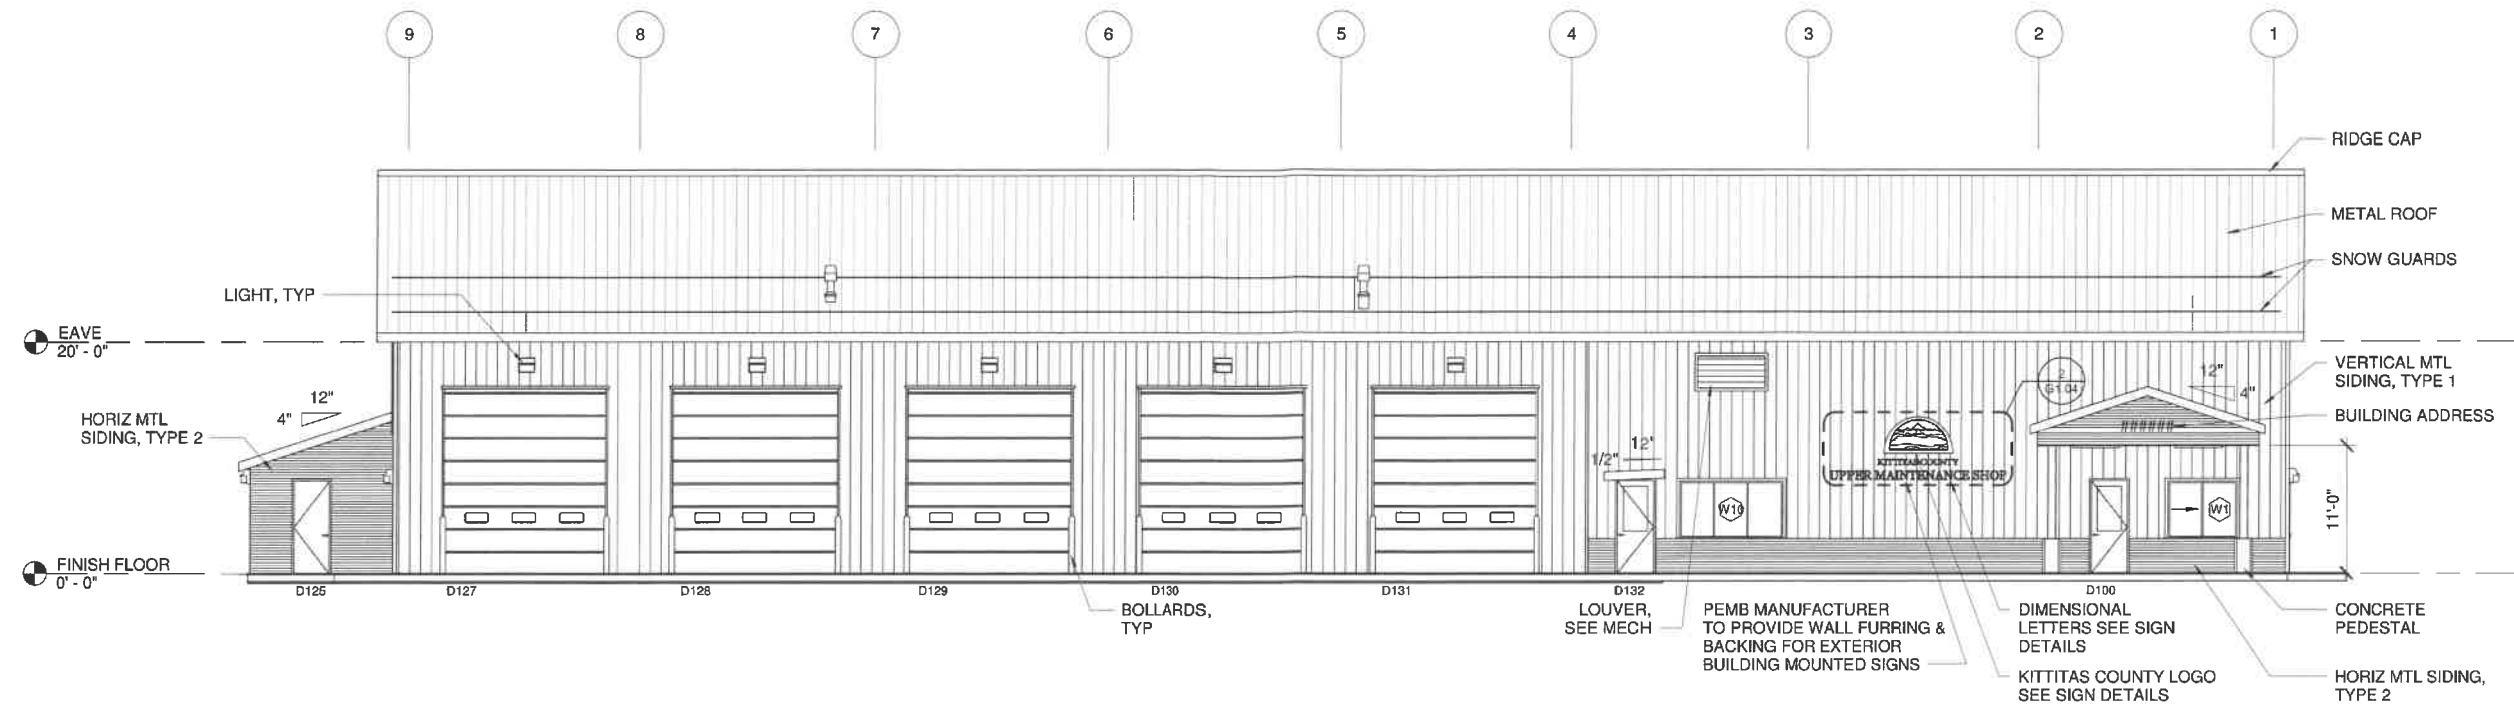 9 8 7 6 5 4 3 2 1
RIDGE CAP
METAL ROOF
SNOW GUARDS
LIGHT, TYP
EAVE
20' - 0"
VERTICAL MTL
SIDING, TYPE 1
BUILDING ADDRESS
12"
4"
HORIZ MTL
SIDING, TYPE 2
2
G1.04
12"
4"
12'
1/2"
KITTITAS COUNTY
UPPER MAINTENANCE SHOP
W10
W1
11'-0"
FINISH FLOOR
0' - 0"
D125 D127 D128 D129 D130 D131 D132 D100
BOLLARDS,
TYP
LOUVER,
SEE MECH
PEMB MANUFACTURER
TO PROVIDE WALL FURRING &
BACKING FOR EXTERIOR
BUILDING MOUNTED SIGNS
DIMENSIONAL
LETTERS SEE SIGN
DETAILS
KITTITAS COUNTY LOGO
SEE SIGN DETAILS
CONCRETE
PEDESTAL
HORIZ MTL SIDING,
TYPE 2